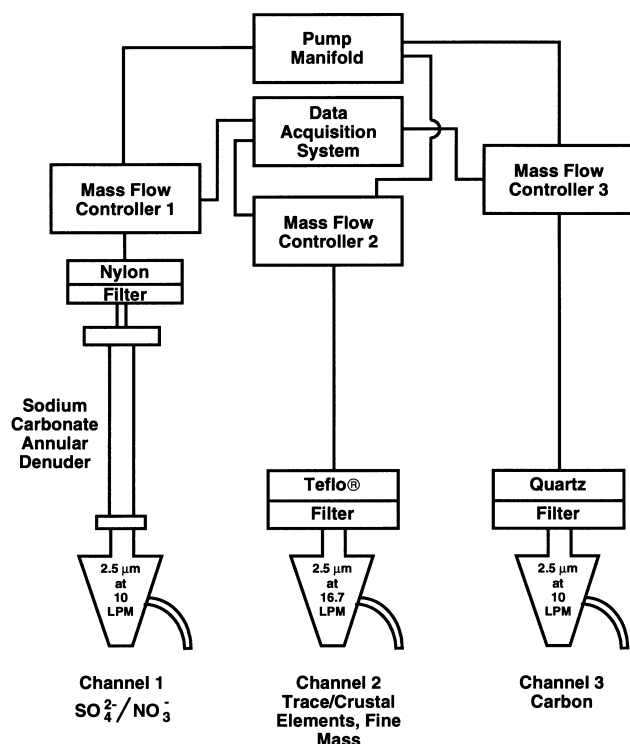 Pump
Manifold
Data
Acquisition
System
Mass Flow
Controller 1
Mass Flow
Controller 2
Mass Flow
Controller 3
Nylon
Filter
Sodium
Carbonate
Annular
Denuder
Teflo®
Filter
Quartz
Filter
2.5 μm
at
10
LPM
2.5 μm
at
16.7
LPM
2.5 μm
at
10
LPM
Channel 1
SO₄²⁻/NO₃⁻
Channel 2
Trace/Crustal
Elements, Fine
Mass
Channel 3
Carbon